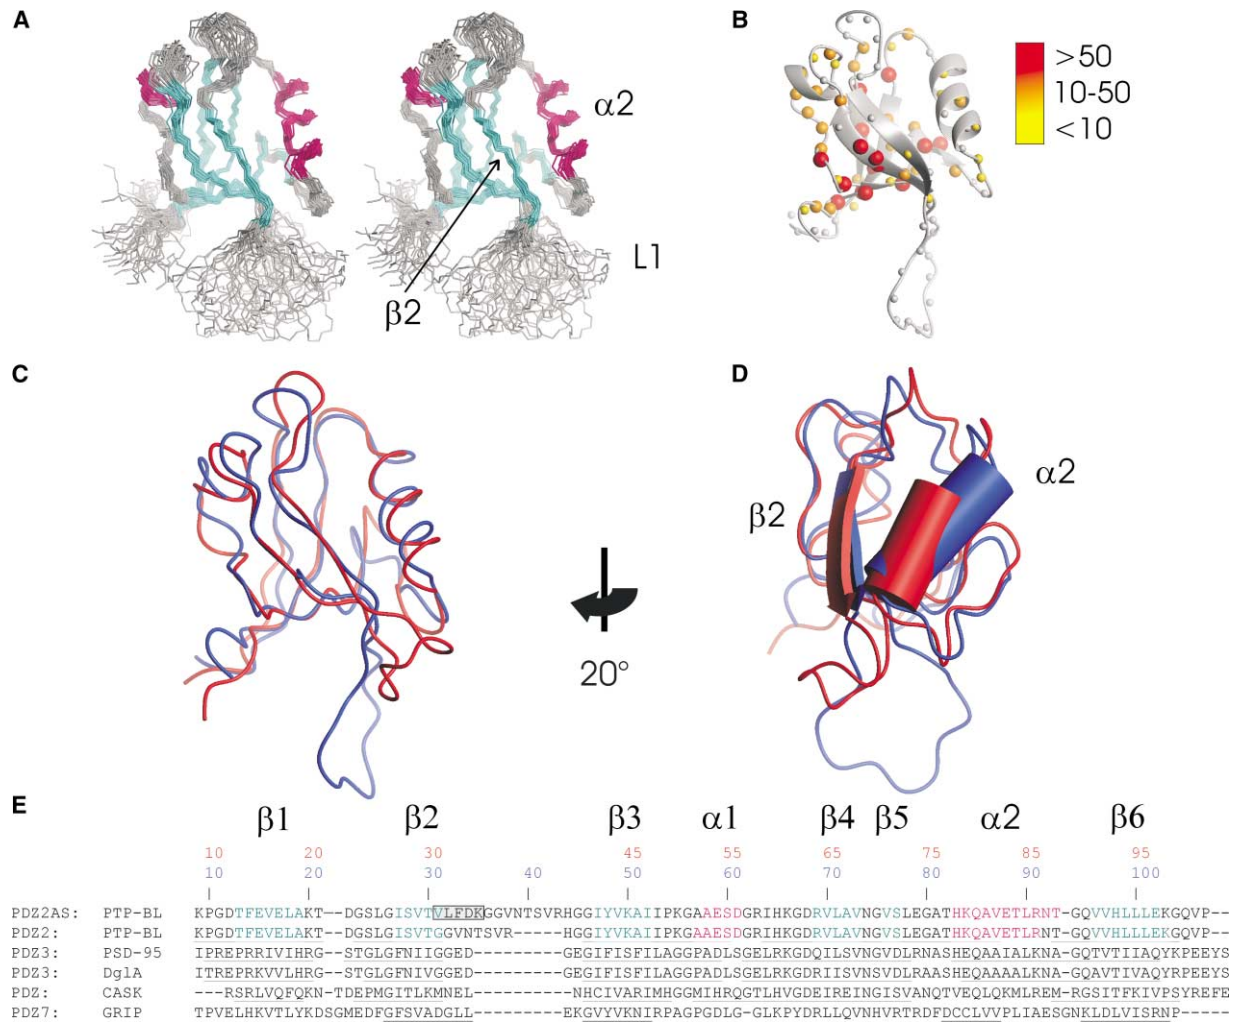 A
B
>50
10-50
<10
α2
L1
β2
C
D
α2
β2
20°
E
β1 β2 β3 α1 β4 β5 α2 β6
10 20 30 45 55 65 75 85 95
10 20 30 40 50 60 70 80 90 100
PDZ2AS: PTP-BL KPGDTFEVELAKT--DGSLGISVTVLFDKGGVNTSVRHGGIYVKAIIPKGAAESDGRIHKGDRVLAVNGVSLEGATHKQAVETLRNT-GQVVHLLLEKGQVP--
PDZ2: PTP-BL KPGDTFEVELAKT--DGSLGISVTGGVNTSVR-----HGGIYVKAIIPKGAAESDGRIHKGDRVLAVNGVSLEGATHKQAVETLRNT-GQVVHLLLEKGQVP--
PDZ3: PSD-95 IPREPRRIVIHRG--STGLGFNIIGGED---------GEGIFISFILAGGPADLSGELRKGDQILSVNGVDLRNASHEQAAIALKNA-GQTVTIIAQYKPEEYS
PDZ3: DglA ITREPRKVVLHRG--STGLGFNIVGGED---------GEGIFISFILAGGPADLSGELRRGDRIISVNSVDLRAASHEQAAAALKNA-GQAVTIVAQYRPEEYS
PDZ: CASK ---RSRLVQFQKN-TDEPMGITLKMNEL---------NHCIVARIMHGGMIHRQGTLHVGDEIREINGISVANQTVEQLQKMLREM-RGSITFKIVPSYREFE
PDZ7: GRIP TPVELHKVTLYKDSGMEDFGFSVADGLL---------EKGVYVKNIRPAGPGDLG-GLKPYDRLLQVNHVRTRDFDCCLVVPLIAESGNKLDLVISRNP----